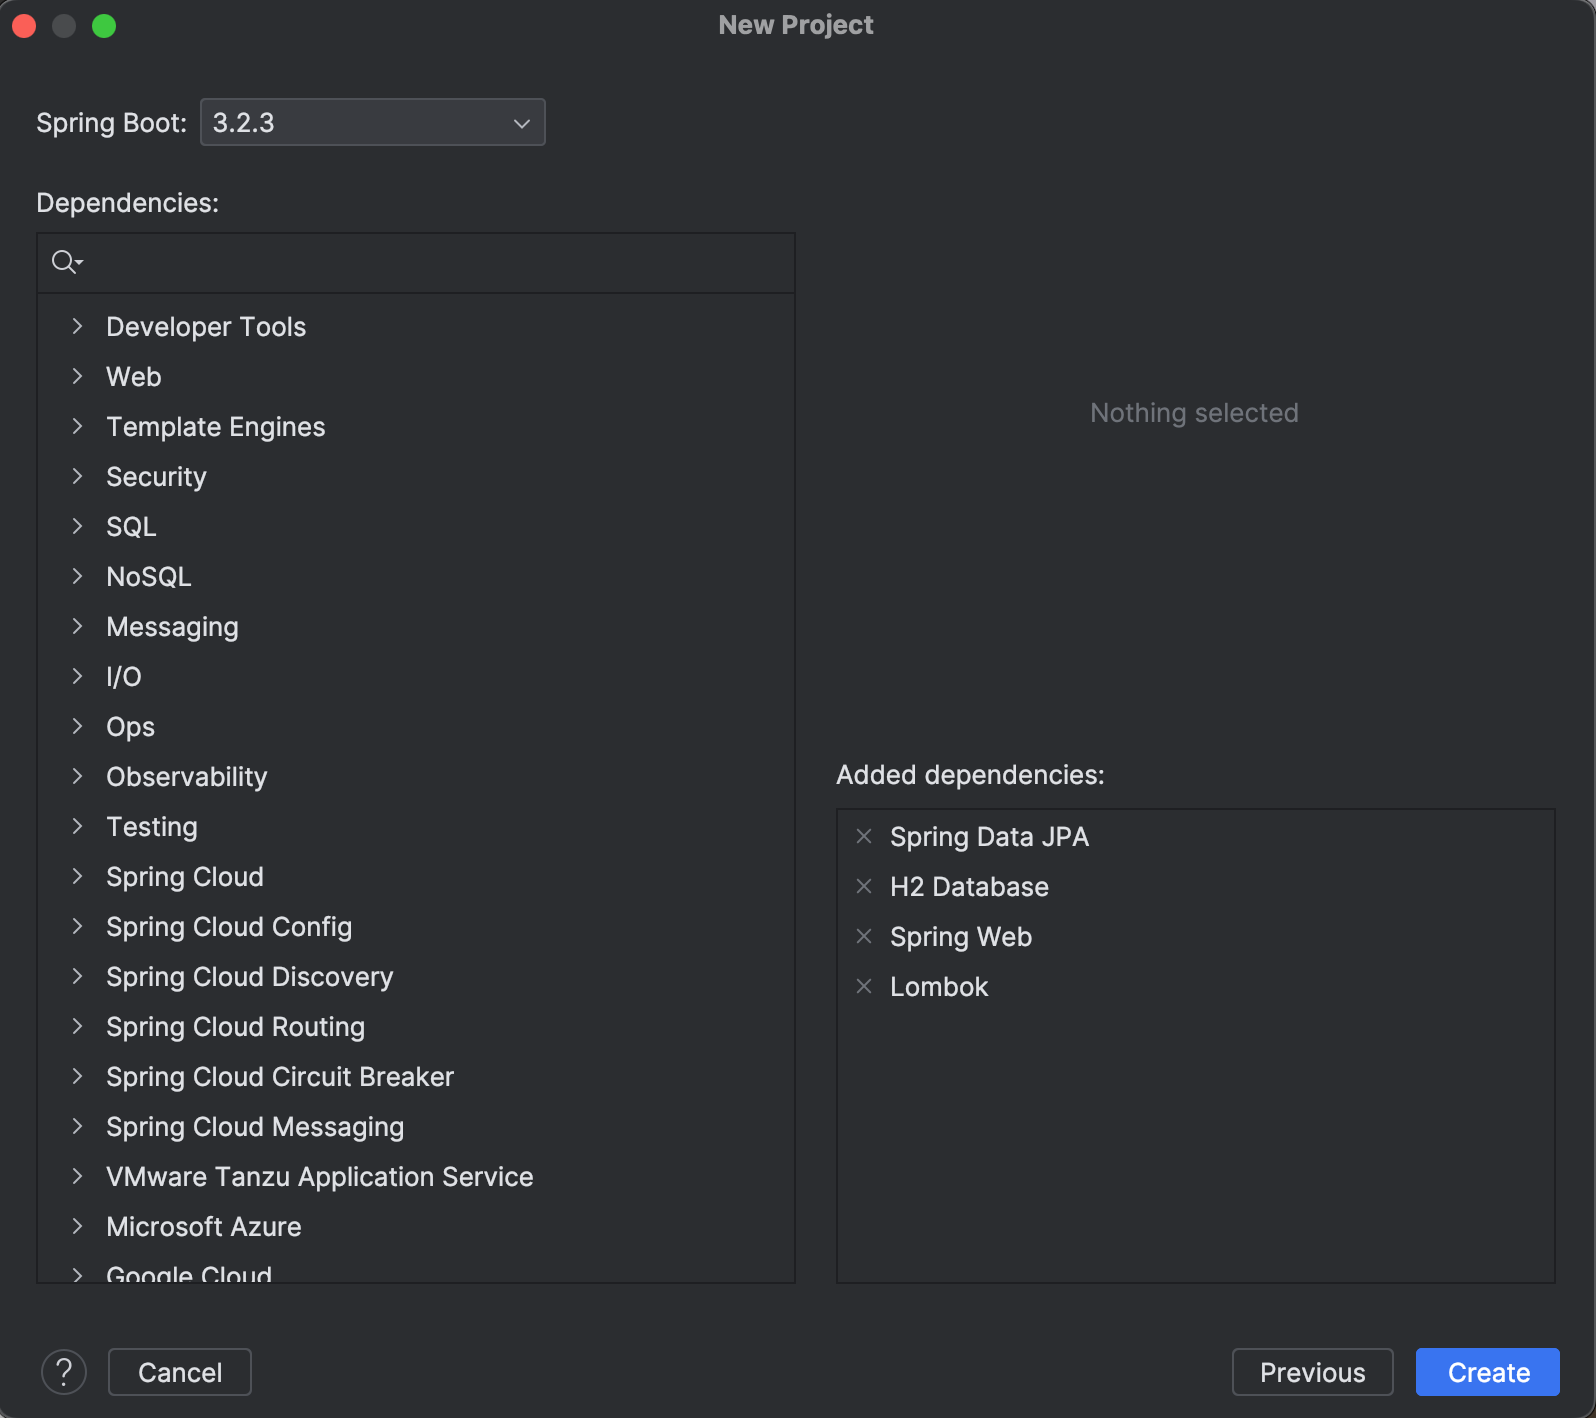 New Project
Spring Boot: 3.2.3
Dependencies:
Developer Tools
Web
Template Engines
Security
SQL
NoSQL
Messaging
I/O
Ops
Observability
Testing
Spring Cloud
Spring Cloud Config
Spring Cloud Discovery
Spring Cloud Routing
Spring Cloud Circuit Breaker
Spring Cloud Messaging
VMware Tanzu Application Service
Microsoft Azure
Google Cloud
Nothing selected
Added dependencies:
Spring Data JPA
H2 Database
Spring Web
Lombok
? Cancel Previous Create